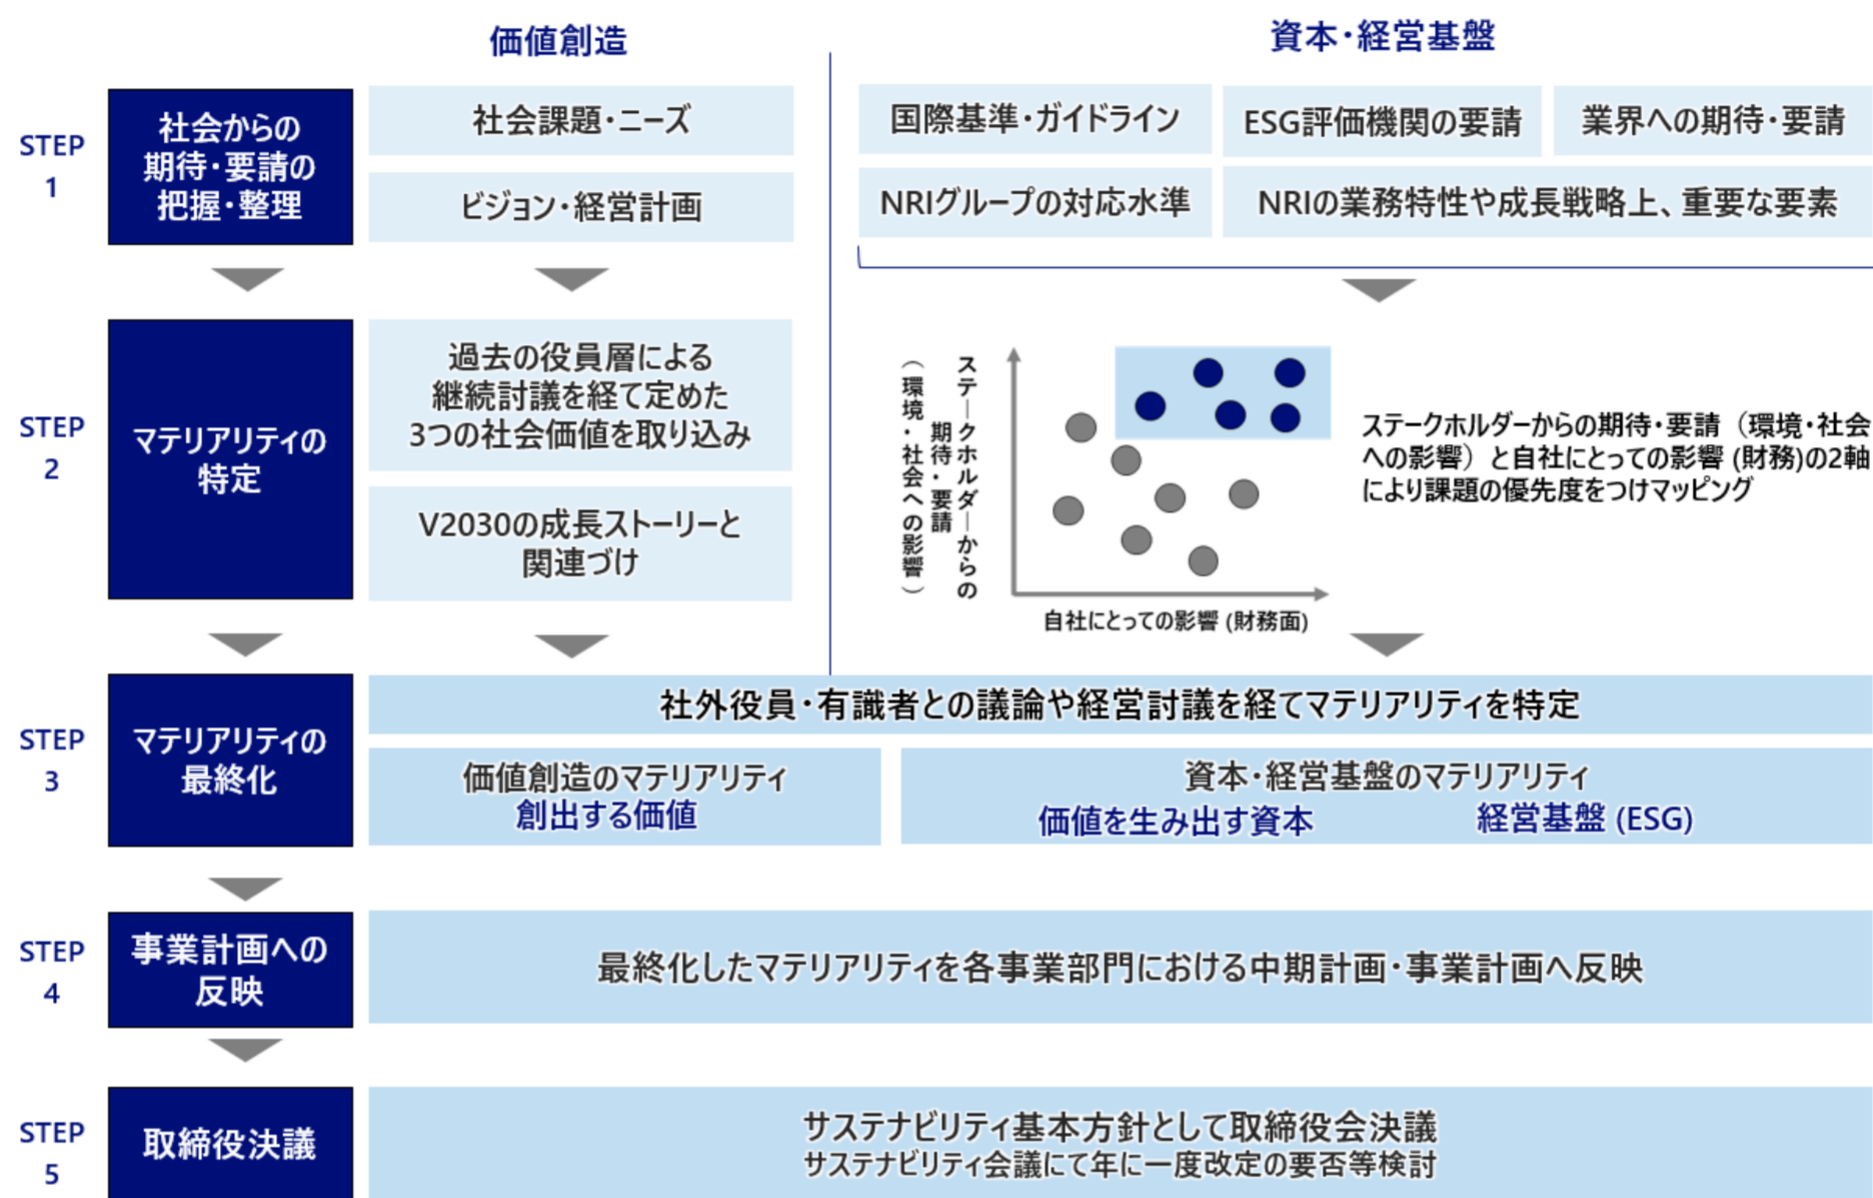 価値創造
資本・経営基盤
STEP
1
社会からの
期待・要請の
把握・整理
社会課題・ニーズ
ビジョン・経営計画
国際基準・ガイドライン
ESG評価機関の要請
業界への期待・要請
NRIグループの対応水準
NRIの業務特性や成長戦略上、重要な要素
STEP
2
マテリアリティの
特定
過去の役員層による
継続討議を経て定めた
3つの社会価値を取り込み
V2030の成長ストーリーと
関連づけ
ステークホルダーからの
期待・要請
（環境・社会への影響）
自社にとっての影響 (財務面)
ステークホルダーからの期待・要請（環境・社会
への影響）と自社にとっての影響 (財務)の2軸
により課題の優先度をつけマッピング
STEP
3
マテリアリティの
最終化
社外役員・有識者との議論や経営討議を経てマテリアリティを特定
価値創造のマテリアリティ
創出する価値
資本・経営基盤のマテリアリティ
価値を生み出す資本
経営基盤 (ESG)
STEP
4
事業計画への
反映
最終化したマテリアリティを各事業部門における中期計画・事業計画へ反映
STEP
5
取締役決議
サステナビリティ基本方針として取締役会決議
サステナビリティ会議にて年に一度改定の要否等検討